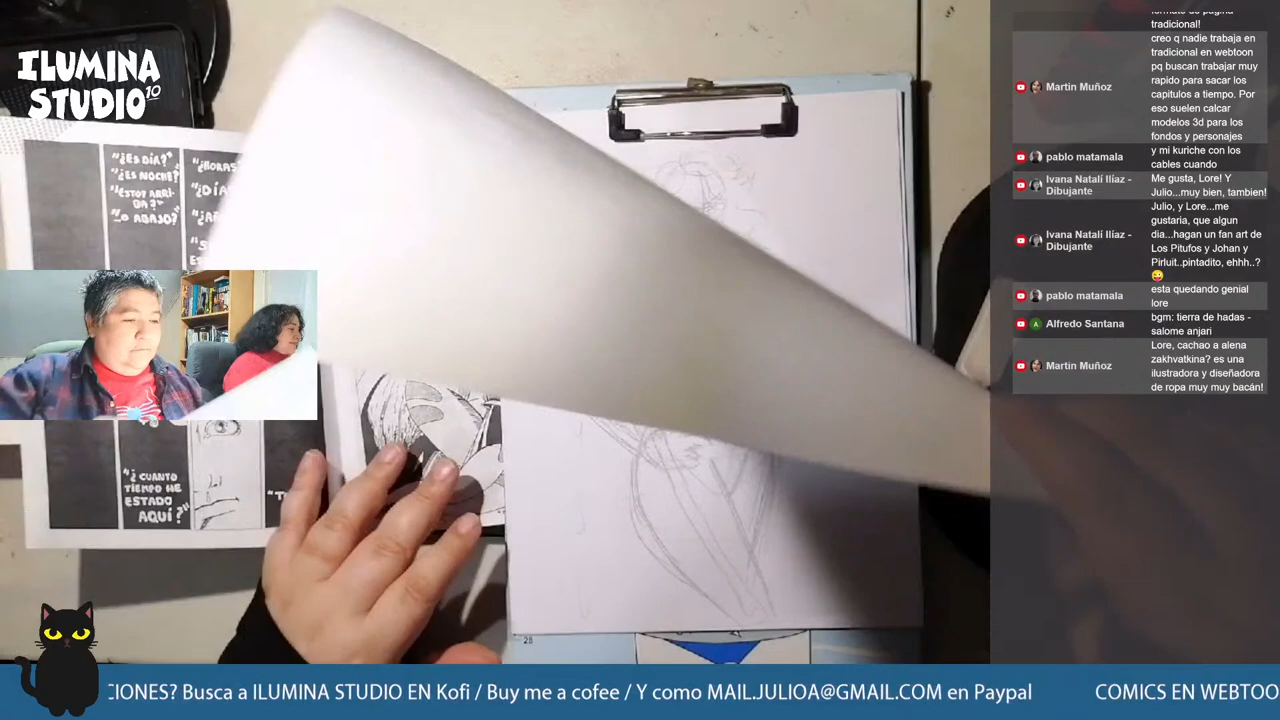 ILUMINA
STUDIO 10
"¿ES DÍA?"
"¿ES NOCHE?"
"¿ESTOY ARRI-
BA?"
"¿O ABAJO?"
"¿HORAS
"¿DÍA
"¿CUANTO
TIEMPO HE
ESTADO
AQUÍ?"
28
tradicional!
Martin Muñoz
creo q nadie trabaja en
tradicional en webtoon
pq buscan trabajar muy
rapido para sacar los
capitulos a tiempo. Por
eso suelen calcar
modelos 3d para los
fondos y personajes
pablo matamala
y mi kuriche con los
cables cuando
Ivana Natalí Ilíaz -
Dibujante
Me gusta, Lore! Y
Julio...muy bien, tambien!
Ivana Natalí Ilíaz -
Dibujante
Julio, y Lore...me
gustaria, que algun
dia...hagan un fan art de
Los Pitufos y Johan y
Pirluit..pintadito, ehhh..?
😜
pablo matamala
esta quedando genial
lore
Alfredo Santana
bgm: tierra de hadas -
salome anjari
Martin Muñoz
Lore, cachao a alena
zakhvatkina? es una
ilustradora y diseñadora
de ropa muy muy bacán!
CIONES? Busca a ILUMINA STUDIO EN Kofi / Buy me a cofee / Y como MAIL.JULIOA@GMAIL.COM en Paypal COMICS EN WEBTOO